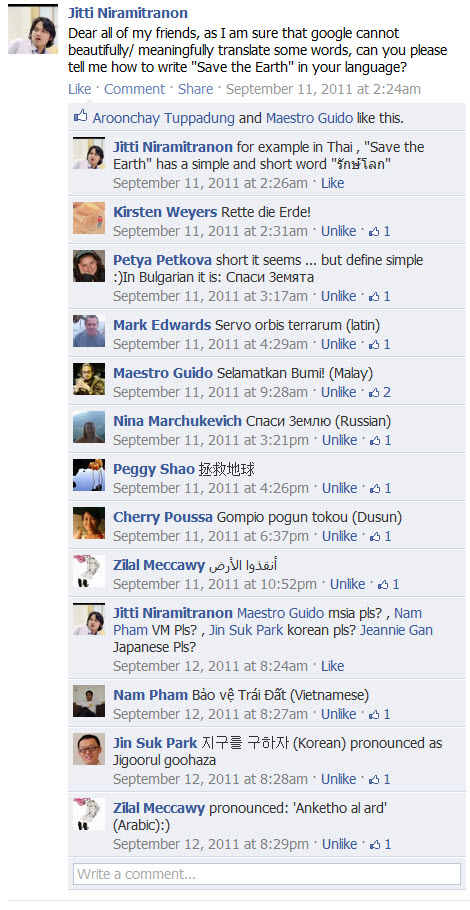 Jitti Niramitranon
Dear all of my friends, as I am sure that google cannot
beautifully/ meaningfully translate some words, can you please
tell me how to write "Save the Earth" in your language?
Like · Comment · Share · September 11, 2011 at 2:24am
Aroonchay Tuppadung and Maestro Guido like this.
Jitti Niramitranon for example in Thai , "Save the
Earth" has a simple and short word "รักษ์โลก"
September 11, 2011 at 2:26am · Like
Kirsten Weyers Rette die Erde!
September 11, 2011 at 2:31am · Unlike · 1
Petya Petkova short it seems ... but define simple
:)In Bulgarian it is: Спаси Земята
September 11, 2011 at 3:17am · Unlike · 1
Mark Edwards Servo orbis terrarum (latin)
September 11, 2011 at 4:29am · Unlike · 1
Maestro Guido Selamatkan Bumi! (Malay)
September 11, 2011 at 9:28am · Unlike · 2
Nina Marchukevich Спаси Землю (Russian)
September 11, 2011 at 3:21pm · Unlike · 1
Peggy Shao 拯救地球
September 11, 2011 at 4:26pm · Unlike · 1
Cherry Poussa Gompio pogun tokou (Dusun)
September 11, 2011 at 6:37pm · Unlike · 1
Zilal Meccawy أنقذوا الأرض
September 11, 2011 at 10:52pm · Unlike · 1
Jitti Niramitranon Maestro Guido msia pls? , Nam
Pham VM Pls? , Jin Suk Park korean pls? Jeannie Gan
Japanese Pls?
September 12, 2011 at 8:24am · Like
Nam Pham Bảo vệ Trái Đất (Vietnamese)
September 12, 2011 at 8:27am · Unlike · 1
Jin Suk Park 지구를 구하자 (Korean) pronounced as
Jigoorul goohaza
September 12, 2011 at 8:28am · Unlike · 1
Zilal Meccawy pronounced: 'Anketho al ard'
(Arabic):)
September 12, 2011 at 8:29pm · Unlike · 1
Write a comment...